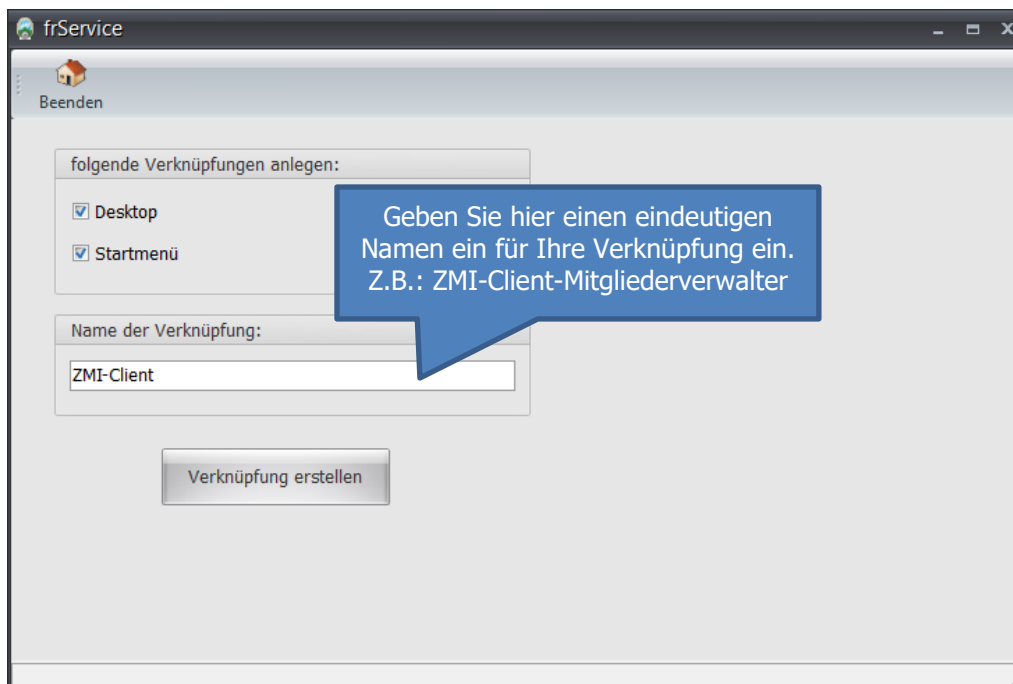 frService
Beenden
folgende Verknüpfungen anlegen:
Desktop
Startmenü
Geben Sie hier einen eindeutigen
Namen ein für Ihre Verknüpfung ein.
Z.B.: ZMI-Client-Mitgliederverwalter
Name der Verknüpfung:
ZMI-Client
Verknüpfung erstellen